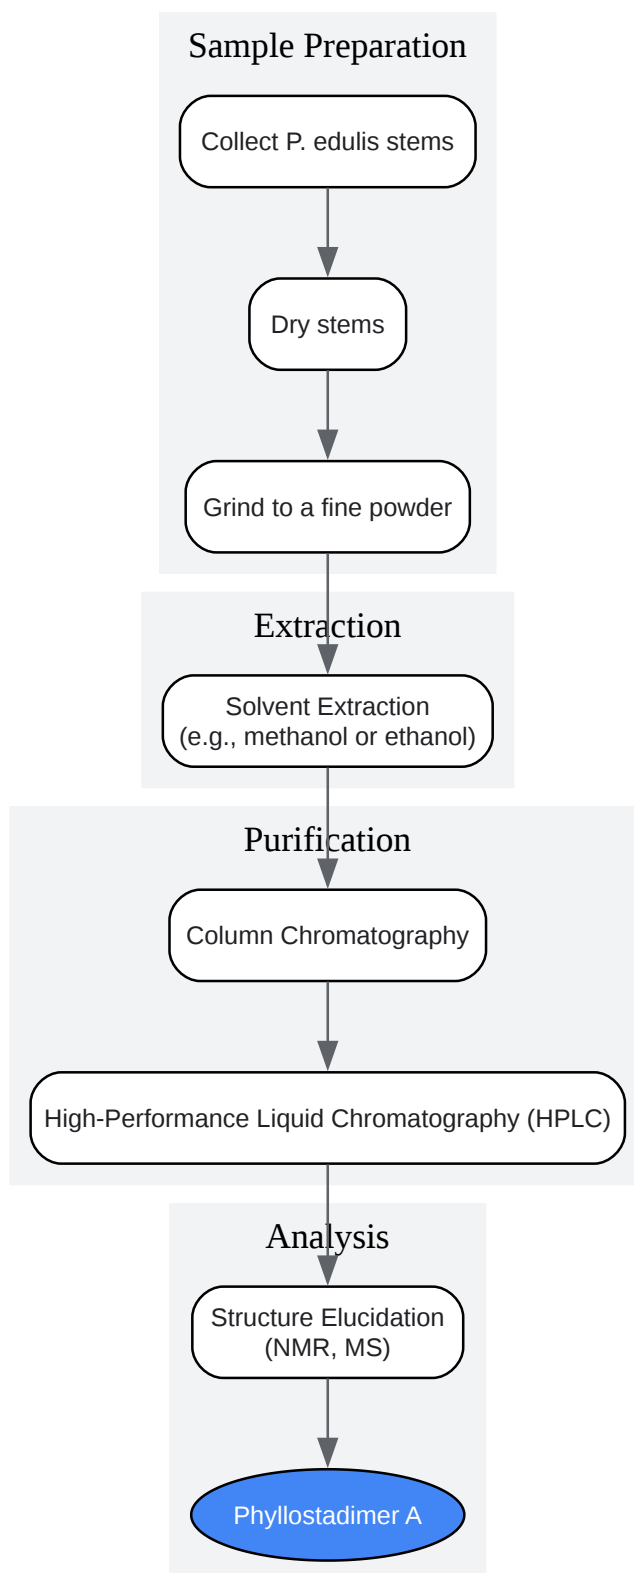 Sample Preparation
Collect P. edulis stems
Dry stems
Grind to a fine powder
Extraction
Solvent Extraction
(e.g., methanol or ethanol)
Purification
Column Chromatography
High-Performance Liquid Chromatography (HPLC)
Analysis
Structure Elucidation
(NMR, MS)
Phyllostadimer A